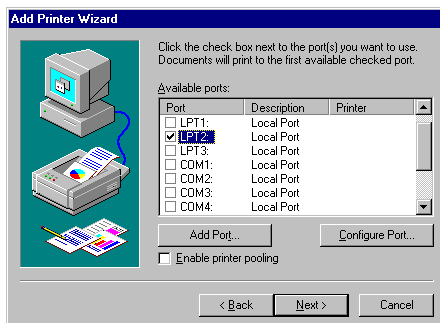 Add Printer Wizard
Click the check box next to the port(s) you want to use.
Documents will print to the first available checked port.
Available ports:
Port Description Printer
LPT1: Local Port
LPT2: Local Port
LPT3: Local Port
COM1: Local Port
COM2: Local Port
COM3: Local Port
COM4: Local Port
Add Port... Configure Port...
Enable printer pooling
< Back Next > Cancel